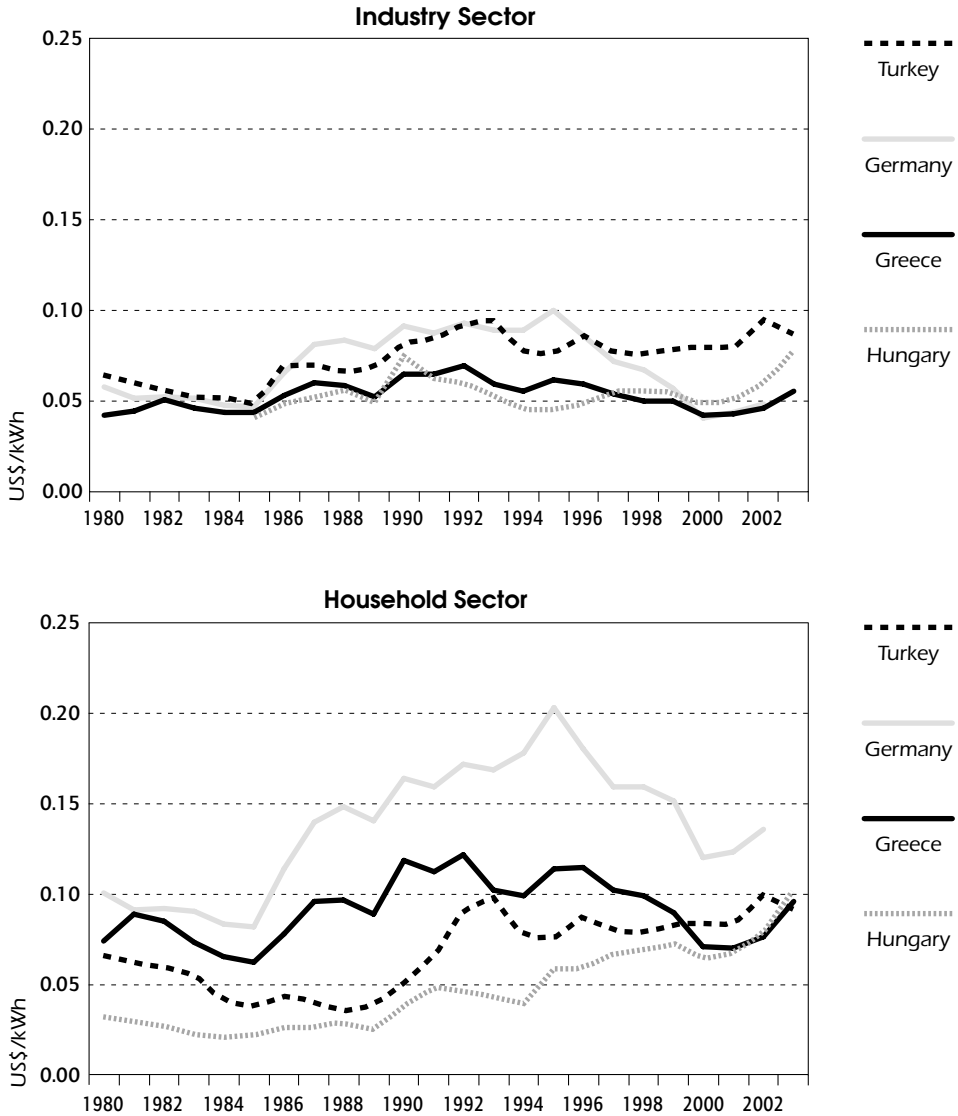 Industry Sector
0.25
0.20
0.15
0.10
0.05
0.00
US$/kWh
1980 1982 1984 1986 1988 1990 1992 1994 1996 1998 2000 2002
Turkey
Germany
Greece
Hungary
Household Sector
0.25
0.20
0.15
0.10
0.05
0.00
US$/kWh
1980 1982 1984 1986 1988 1990 1992 1994 1996 1998 2000 2002
Turkey
Germany
Greece
Hungary